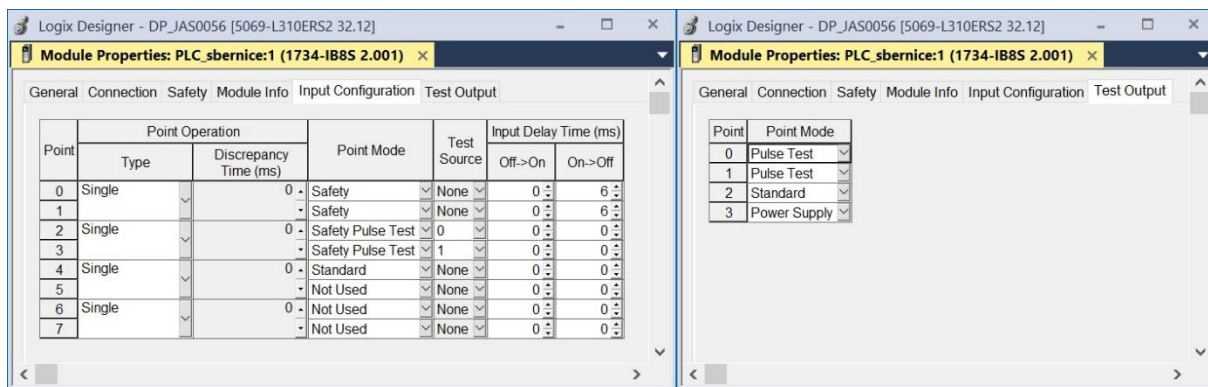 Logix Designer - DP_JAS0056 [5069-L310ERS2 32.12]
Module Properties: PLC_sbernice:1 (1734-IB8S 2.001)
General Connection Safety Module Info Input Configuration Test Output
Point Point Operation Point Mode Test Source Input Delay Time (ms)
Type Discrepancy Time (ms) Off->On On->Off
0 Single 0 Safety None 0 6
1 Safety None 0 6
2 Single 0 Safety Pulse Test 0 0 0
3 Safety Pulse Test 1 0 0
4 Single 0 Standard None 0 0
5 Not Used None 0 0
6 Single 0 Not Used None 0 0
7 Not Used None 0 0
Logix Designer - DP_JAS0056 [5069-L310ERS2 32.12]
Module Properties: PLC_sbernice:1 (1734-IB8S 2.001)
General Connection Safety Module Info Input Configuration Test Output
Point Point Mode
0 Pulse Test
1 Pulse Test
2 Standard
3 Power Supply